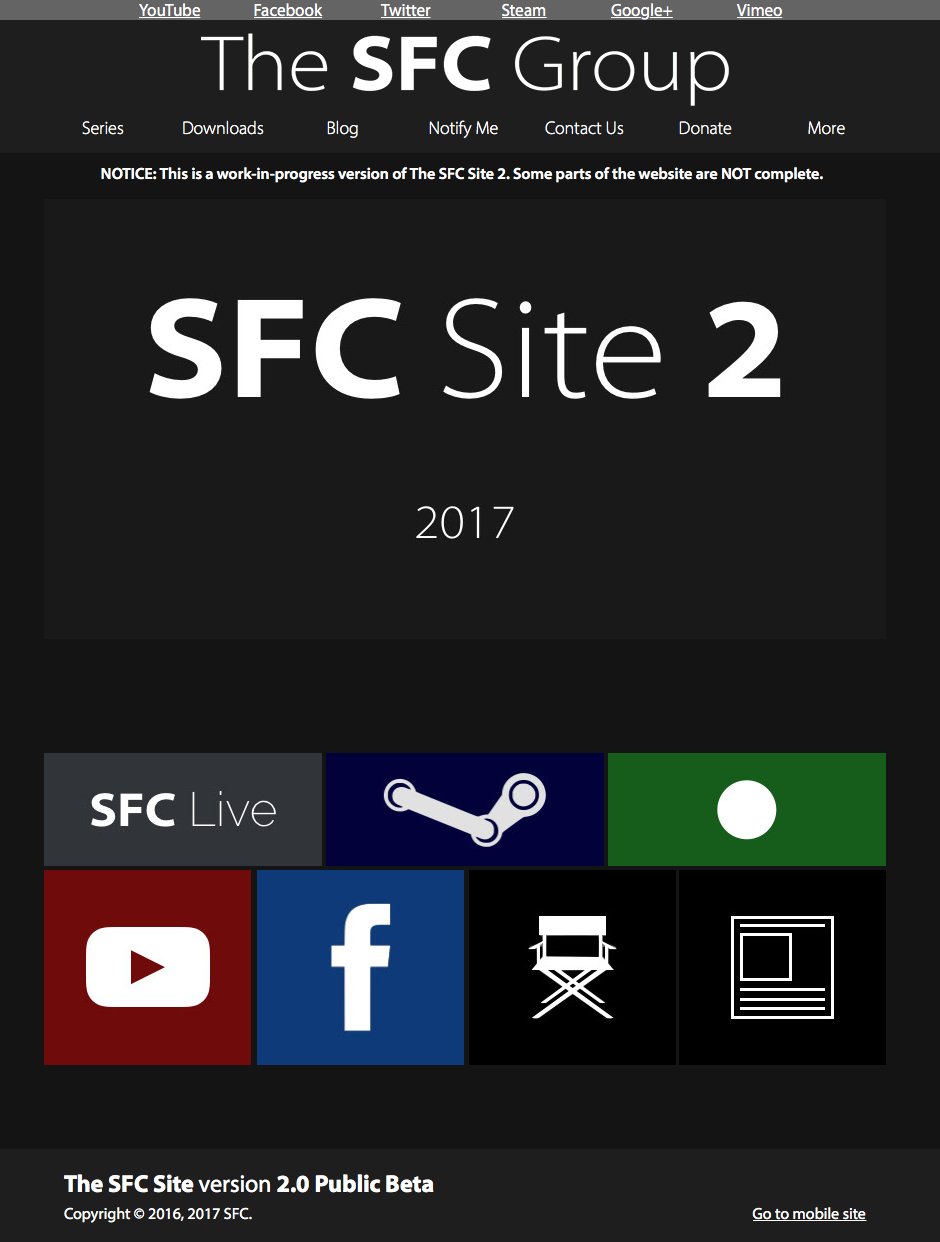 YouTube Facebook Twitter Steam Google+ Vimeo
The SFC Group
Series Downloads Blog Notify Me Contact Us Donate More
NOTICE: This is a work-in-progress version of The SFC Site 2. Some parts of the website are NOT complete.
SFC Site 2
2017
SFC Live
The SFC Site version 2.0 Public Beta
Copyright © 2016, 2017 SFC.
Go to mobile site